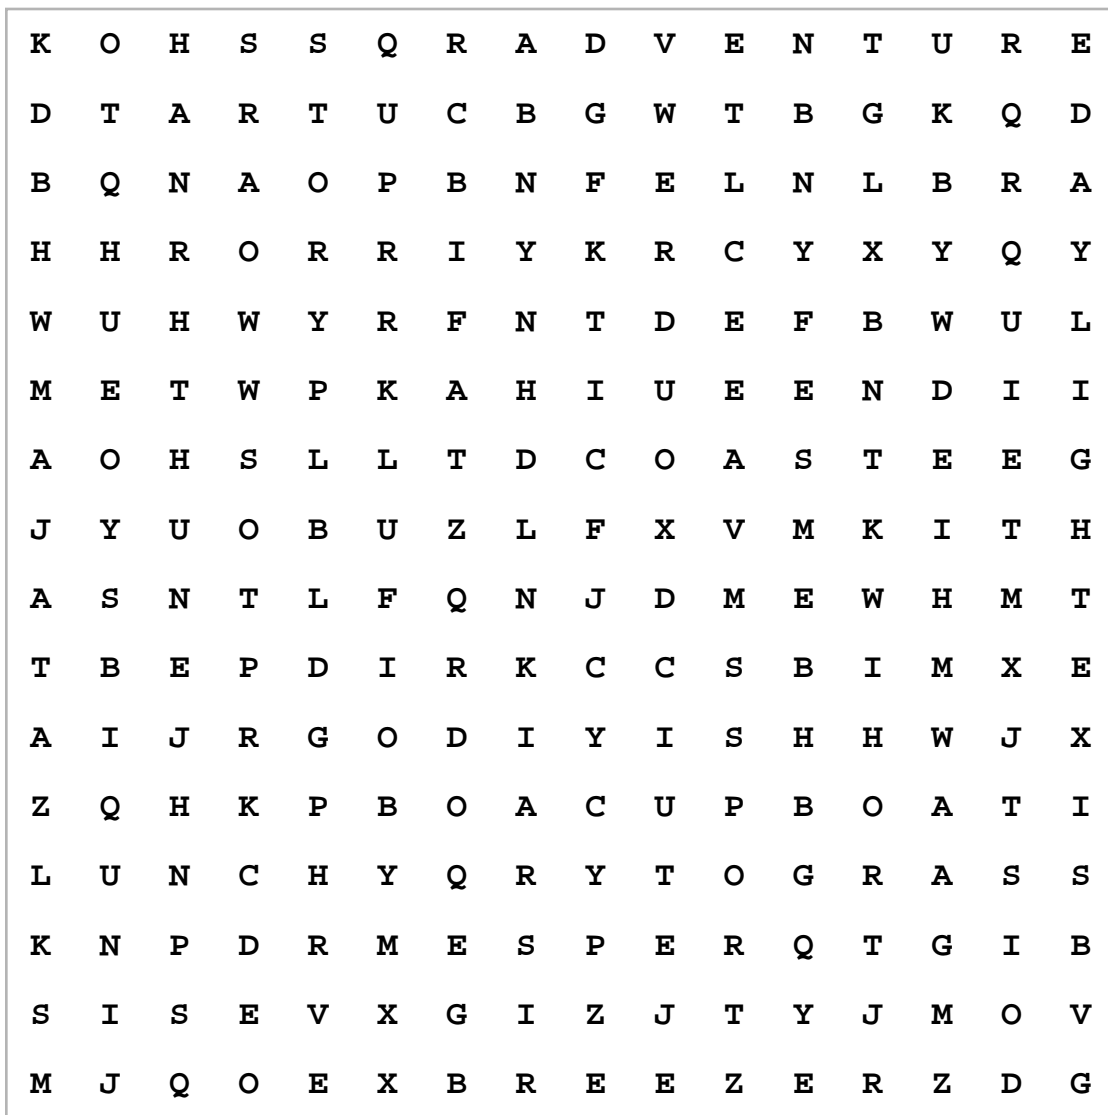 K O H S S Q R A D V E N T U R E
D T A R T U C B G W T B G K Q D
B Q N A O P B N F E L N L B R A
H H R O R R I Y K R C Y X Y Q Y
W U H W Y R F N T D E F B W U L
M E T W P K A H I U E E N D I I
A O H S L L T D C O A S T E E G
J Y U O B U Z L F X V M K I T H
A S N T L F Q N J D M E W H M T
T B E P D I R K C C S B I M X E
A I J R G O D I Y I S H H W J X
Z Q H K P B O A C U P B O A T I
L U N C H Y Q R Y T O G R A S S
K N P D R M E S P E R Q T G I B
S I S E V X G I Z J T Y J M O V
M J Q O E X B R E E Z E R Z D G